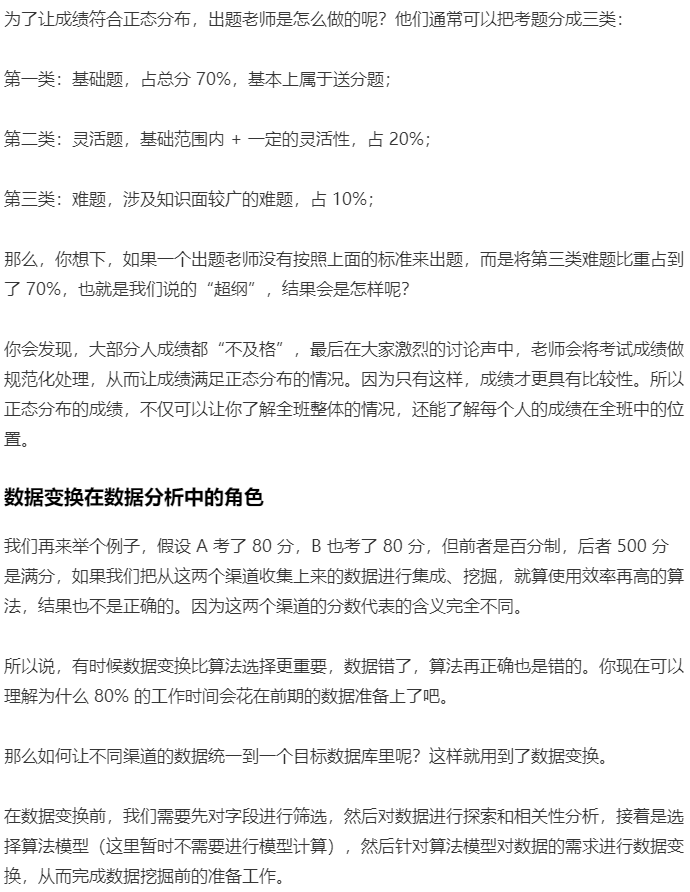 为了让成绩符合正态分布，出题老师是怎么做的呢？他们通常可以把考题分成三类：
第一类：基础题，占总分 70%，基本上属于送分题；
第二类：灵活题，基础范围内 + 一定的灵活性，占 20%；
第三类：难题，涉及知识面较广的难题，占 10%；
那么，你想下，如果一个出题老师没有按照上面的标准来出题，而是将第三类难题比重占到
了 70%，也就是我们说的“超纲”，结果会是怎样呢？
你会发现，大部分人成绩都“不及格”，最后在大家激烈的讨论声中，老师会将考试成绩做
规范化处理，从而让成绩满足正态分布的情况。因为只有这样，成绩才更具有比较性。所以
正态分布的成绩，不仅可以让你了解全班整体的情况，还能了解每个人的成绩在全班中的位
置。
数据变换在数据分析中的角色
我们再来举个例子，假设 A 考了 80 分，B 也考了 80 分，但前者是百分制，后者 500 分
是满分，如果我们把从这两个渠道收集上来的数据进行集成、挖掘，就算使用效率再高的算
法，结果也不是正确的。因为这两个渠道的分数代表的含义完全不同。
所以说，有时候数据变换比算法选择更重要，数据错了，算法再正确也是错的。你现在可以
理解为什么 80% 的工作时间会花在前期的数据准备上了吧。
那么如何让不同渠道的数据统一到一个目标数据库里呢？这样就用到了数据变换。
在数据变换前，我们需要先对字段进行筛选，然后对数据进行探索和相关性分析，接着是选
择算法模型（这里暂时不需要进行模型计算），然后针对算法模型对数据的需求进行数据变
换，从而完成数据挖掘前的准备工作。